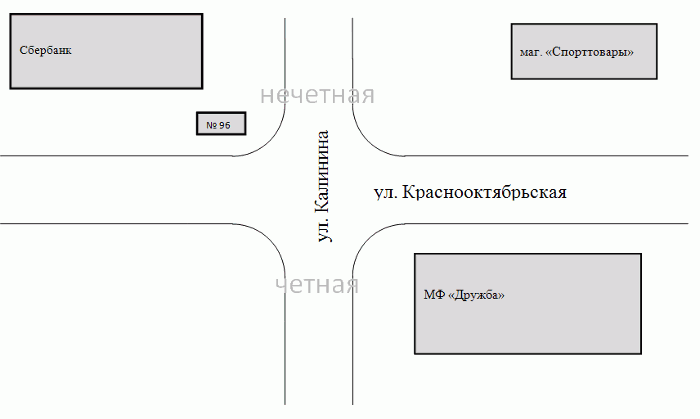 Сбербанк
маг. «Спорттовары»
нечетная
№ 96
ул. Калинина
ул. Краснооктябрьская
четная
МФ «Дружба»